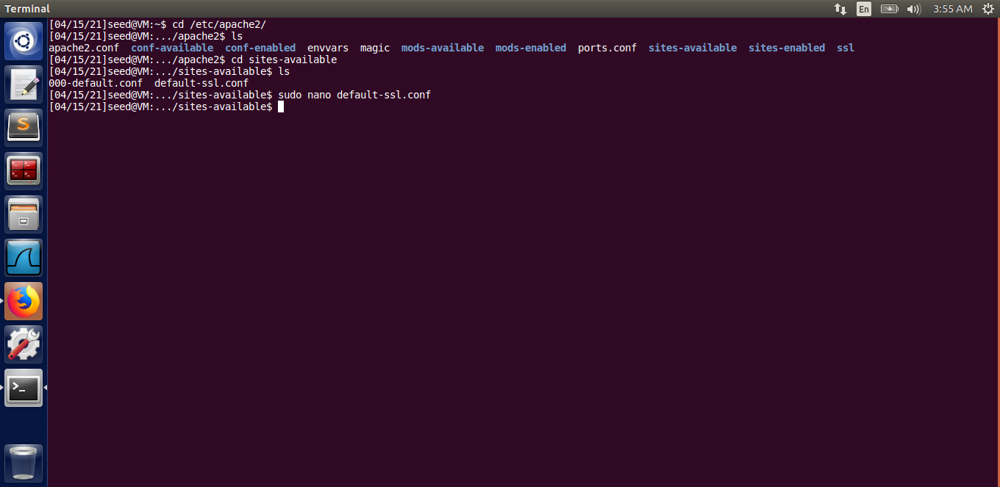 Terminal
En
3:55 AM
[04/15/21]seed@VM:~$ cd /etc/apache2/
[04/15/21]seed@VM:.../apache2$ ls
apache2.conf  conf-available  conf-enabled  envvars  magic  mods-available  mods-enabled  ports.conf  sites-available  sites-enabled  ssl
[04/15/21]seed@VM:.../apache2$ cd sites-available
[04/15/21]seed@VM:.../sites-available$ ls
000-default.conf  default-ssl.conf
[04/15/21]seed@VM:.../sites-available$ sudo nano default-ssl.conf
[04/15/21]seed@VM:.../sites-available$